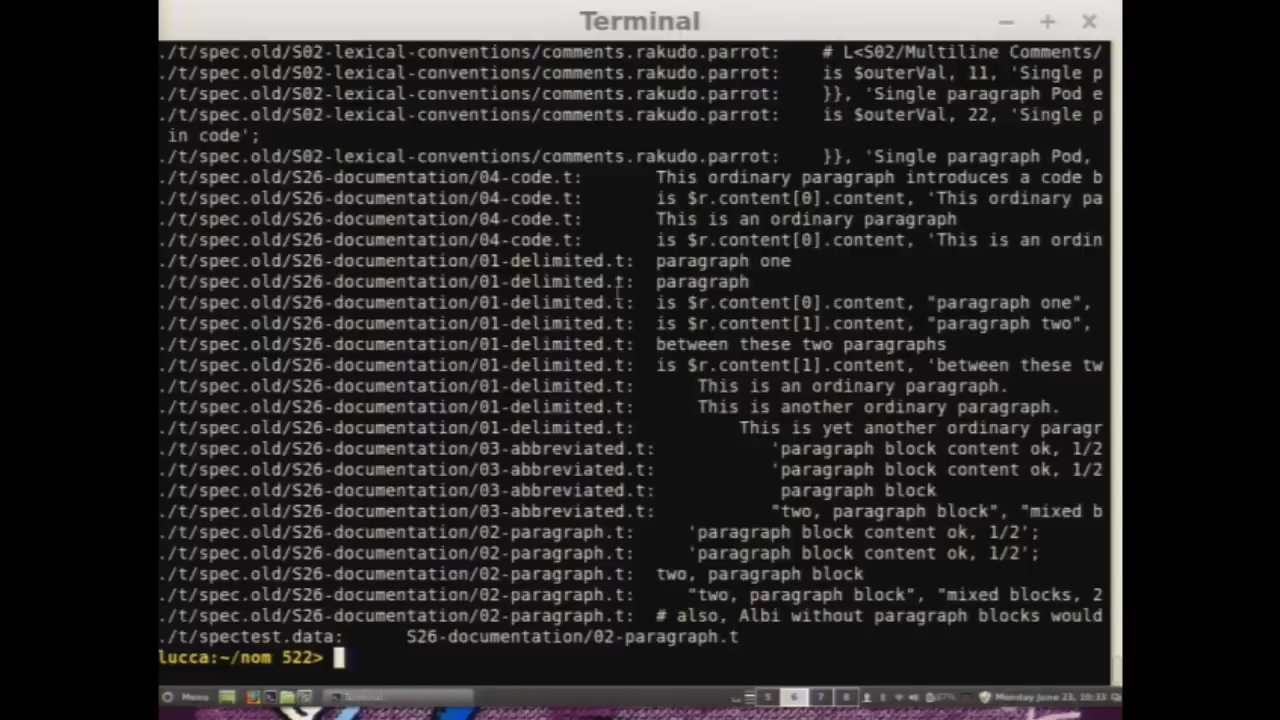 Terminal
./t/spec.old/S02-lexical-conventions/comments.rakudo.parrot:    # L<S02/Multiline Comments/
./t/spec.old/S02-lexical-conventions/comments.rakudo.parrot:    is $outerVal, 11, 'Single p
./t/spec.old/S02-lexical-conventions/comments.rakudo.parrot:    }}, 'Single paragraph Pod e
./t/spec.old/S02-lexical-conventions/comments.rakudo.parrot:    is $outerVal, 22, 'Single p
in code';
./t/spec.old/S02-lexical-conventions/comments.rakudo.parrot:    }}, 'Single paragraph Pod,
./t/spec.old/S26-documentation/04-code.t:       This ordinary paragraph introduces a code b
./t/spec.old/S26-documentation/04-code.t:       is $r.content[0].content, 'This ordinary pa
./t/spec.old/S26-documentation/04-code.t:       This is an ordinary paragraph
./t/spec.old/S26-documentation/04-code.t:       is $r.content[0].content, 'This is an ordin
./t/spec.old/S26-documentation/01-delimited.t:  paragraph one
./t/spec.old/S26-documentation/01-delimited.t:  paragraph
./t/spec.old/S26-documentation/01-delimited.t:  is $r.content[0].content, "paragraph one",
./t/spec.old/S26-documentation/01-delimited.t:  is $r.content[1].content, "paragraph two",
./t/spec.old/S26-documentation/01-delimited.t:  between these two paragraphs
./t/spec.old/S26-documentation/01-delimited.t:  is $r.content[1].content, 'between these tw
./t/spec.old/S26-documentation/01-delimited.t:      This is an ordinary paragraph.
./t/spec.old/S26-documentation/01-delimited.t:      This is another ordinary paragraph.
./t/spec.old/S26-documentation/01-delimited.t:          This is yet another ordinary paragr
./t/spec.old/S26-documentation/03-abbreviated.t:           'paragraph block content ok, 1/2
./t/spec.old/S26-documentation/03-abbreviated.t:           'paragraph block content ok, 1/2
./t/spec.old/S26-documentation/03-abbreviated.t:            paragraph block
./t/spec.old/S26-documentation/03-abbreviated.t:           "two, paragraph block", "mixed b
./t/spec.old/S26-documentation/02-paragraph.t:     'paragraph block content ok, 1/2';
./t/spec.old/S26-documentation/02-paragraph.t:     'paragraph block content ok, 1/2';
./t/spec.old/S26-documentation/02-paragraph.t:  two, paragraph block
./t/spec.old/S26-documentation/02-paragraph.t:     "two, paragraph block", "mixed blocks, 2
./t/spec.old/S26-documentation/02-paragraph.t:  # also, Albi without paragraph blocks would
./t/spectest.data:      S26-documentation/02-paragraph.t
lucca:~/nom 522>
Menu Terminal 5 6 7 8 Monday June 23, 10:33